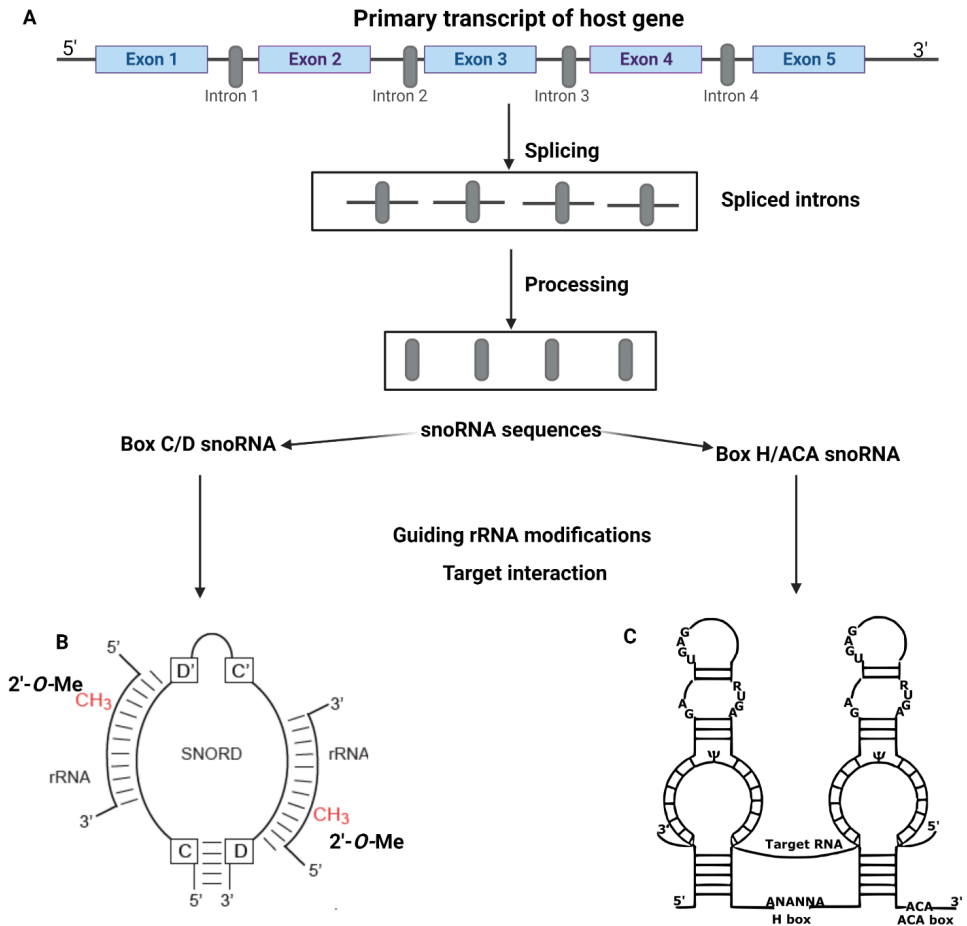 A
Primary transcript of host gene
5'
Exon 1
Exon 2
Exon 3
Exon 4
Exon 5
3'
Intron 1
Intron 2
Intron 3
Intron 4
Splicing
Spliced introns
Processing
snoRNA sequences
Box C/D snoRNA
Box H/ACA snoRNA
Guiding rRNA modifications
Target interaction
B
5'
D'
C'
2'-O-Me
CH3
3'
SNORD
rRNA
rRNA
CH3
2'-O-Me
3'
C
D
5'
5'
3'
C
G
A
G
U
G
A
G
U
A
G
R
U
G
A
A
G
R
U
G
A
Ψ
Ψ
3'
5'
Target RNA
5'
ANANNA
H box
ACA
3'
ACA box